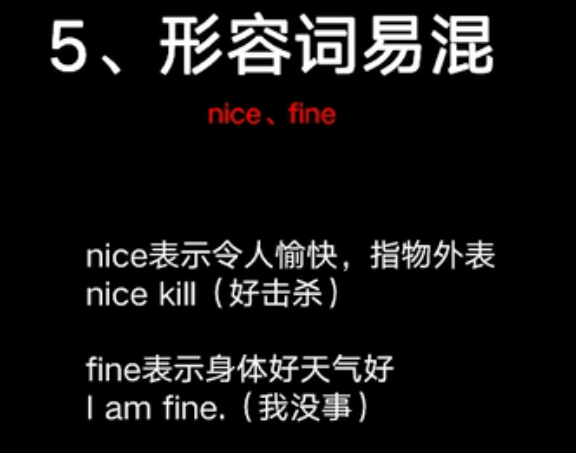 5、形容词易混
nice、fine
nice表示令人愉快，指物外表
nice kill（好击杀）
fine表示身体好天气好
I am fine.（我没事）